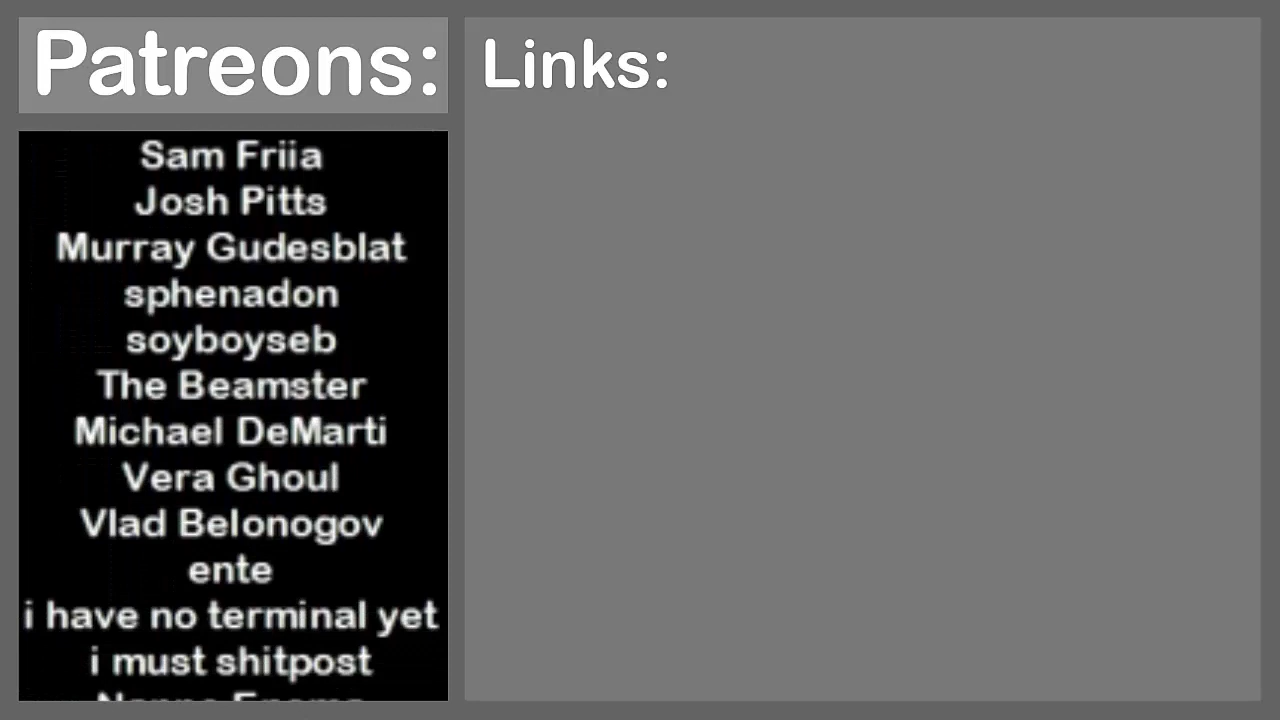 Patreons:
Sam Friia
Josh Pitts
Murray Gudesblat
sphenadon
soyboyseb
The Beamster
Michael DeMarti
Vera Ghoul
Vlad Belonogov
ente
i have no terminal yet
i must shitpost
Links: